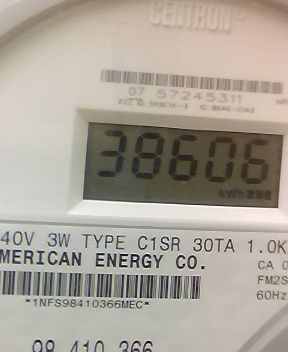 CENTRON
07 57245311
38606
kWh
40V 3W TYPE C1SR 30TA 1.0K
MERICAN ENERGY CO.
CA 0
FM2S
60Hz
*1NFS98410366MEC*
98 410 366